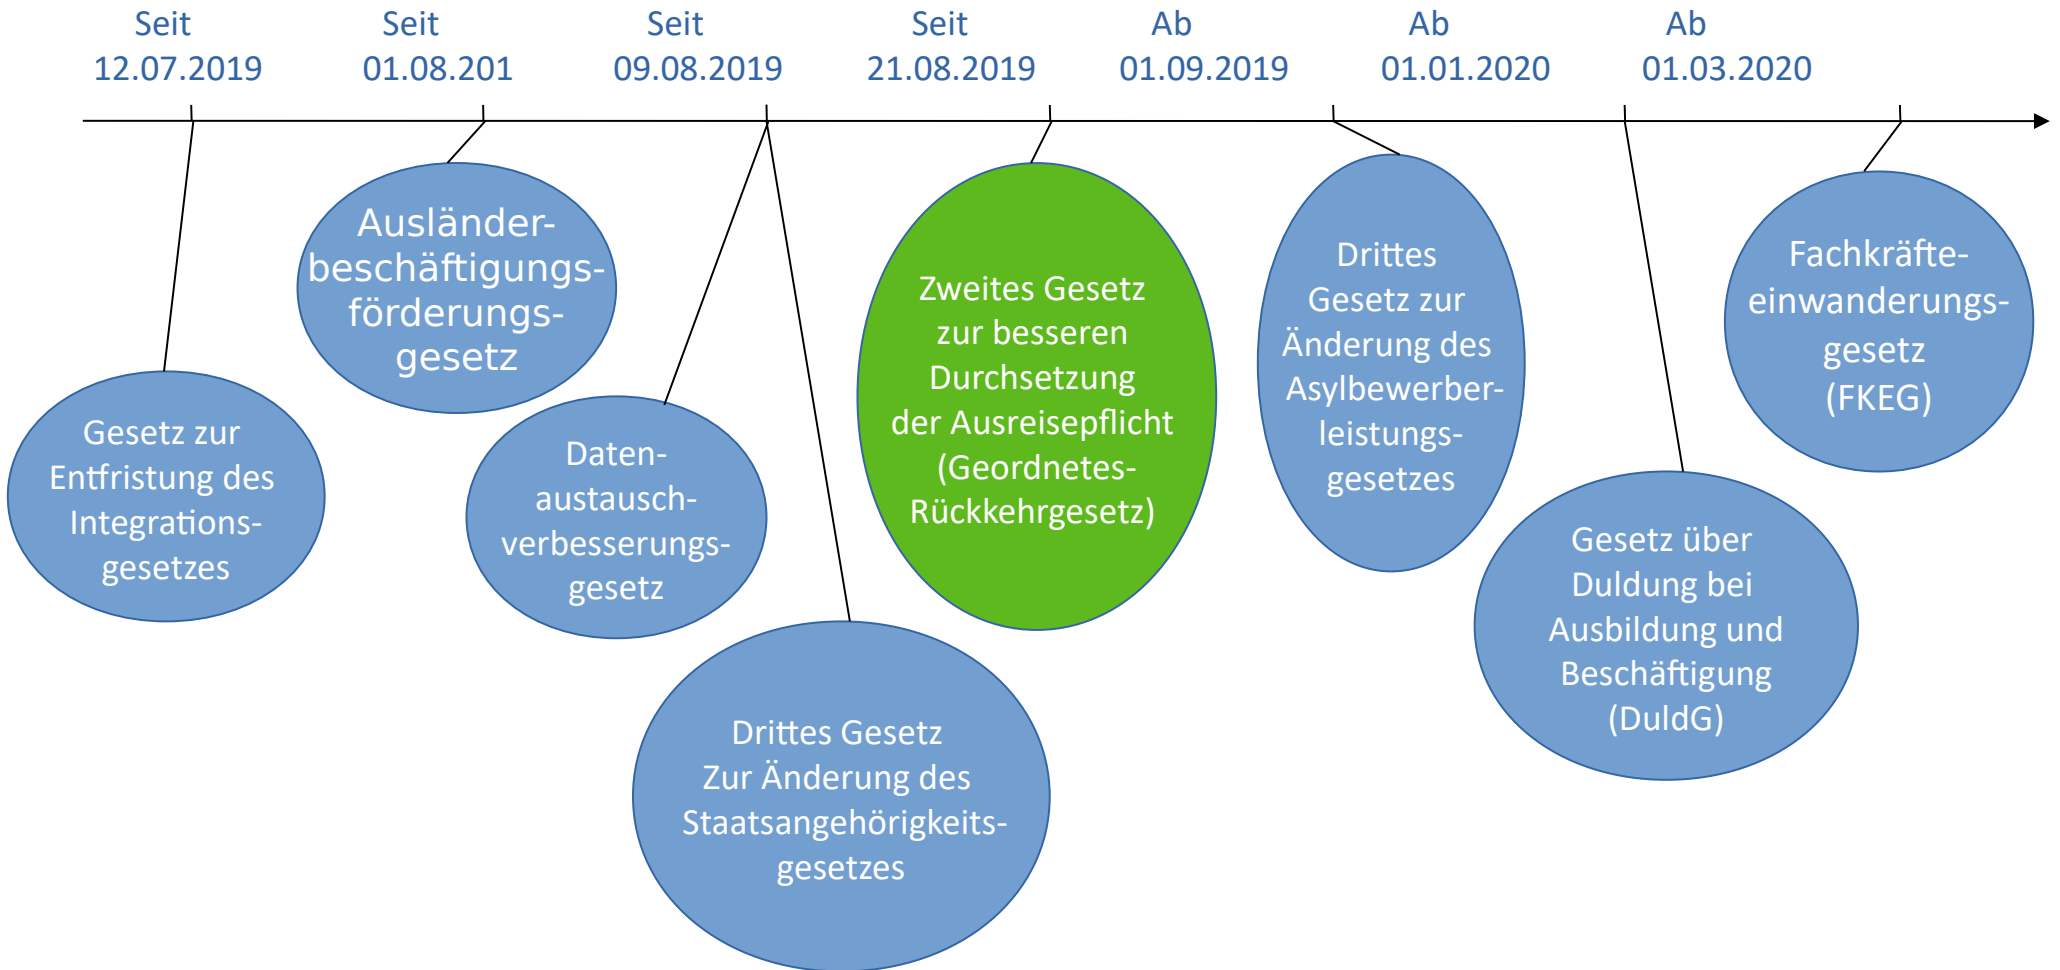 Seit
12.07.2019
Seit
01.08.201
Seit
09.08.2019
Seit
21.08.2019
Ab
01.09.2019
Ab
01.01.2020
Ab
01.03.2020
Gesetz zur
Entfristung des
Integrations-
gesetzes
Ausländer-
beschäftigungs-
förderungs-
gesetz
Daten-
austausch-
verbesserungs-
gesetz
Drittes Gesetz
Zur Änderung des
Staatsangehörigkeits-
gesetzes
Zweites Gesetz
zur besseren
Durchsetzung
der Ausreisepflicht
(Geordnetes-
Rückkehrgesetz)
Drittes
Gesetz zur
Änderung des
Asylbewerber-
leistungs-
gesetzes
Gesetz über
Duldung bei
Ausbildung und
Beschäftigung
(DuldG)
Fachkräfte-
einwanderungs-
gesetz
(FKEG)